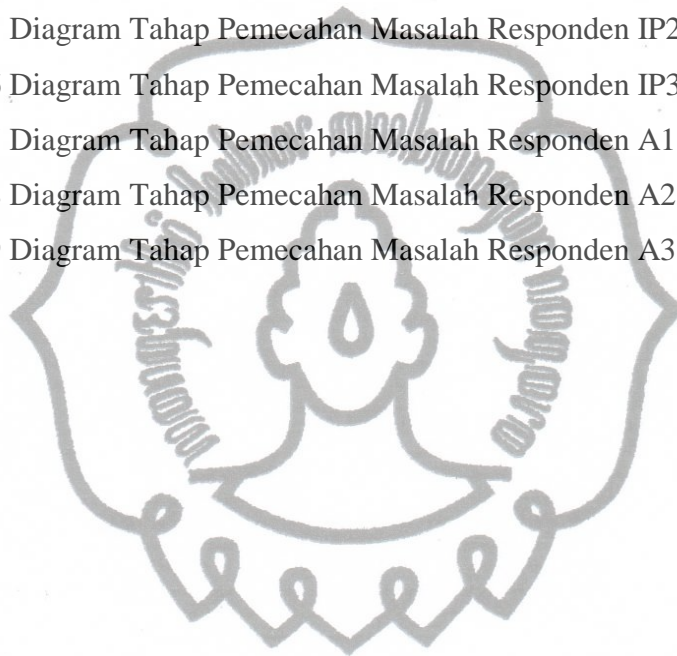 Diagram Tahap Pemecahan Masalah Responden IP2
Diagram Tahap Pemecahan Masalah Responden IP3
Diagram Tahap Pemecahan Masalah Responden A1
Diagram Tahap Pemecahan Masalah Responden A2
Diagram Tahap Pemecahan Masalah Responden A3